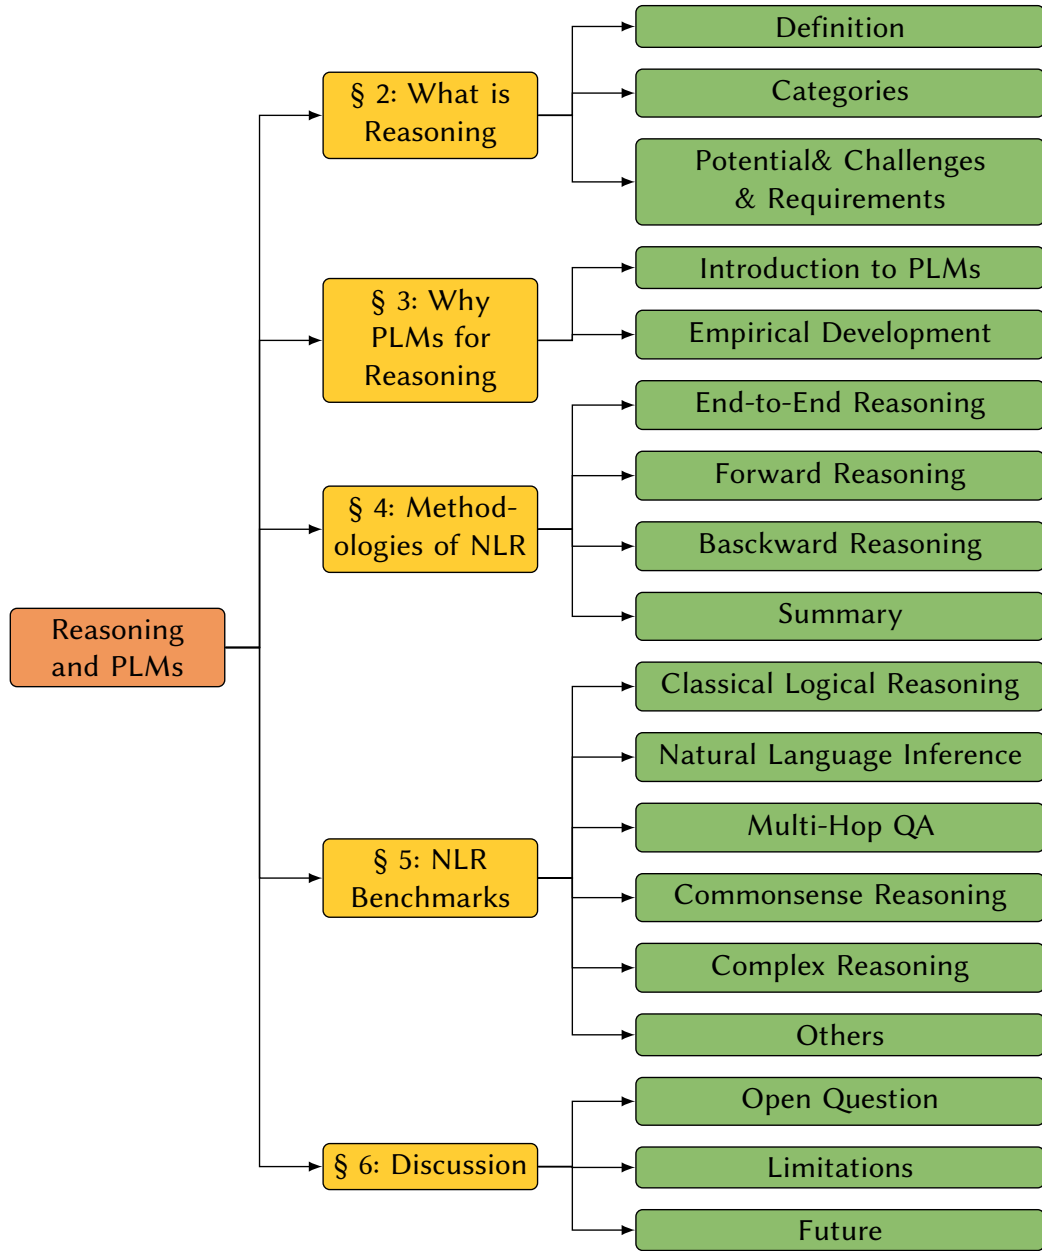 Definition
§ 2: What is
Reasoning
Categories
Potential& Challenges
& Requirements
Introduction to PLMs
§ 3: Why
PLMs for
Reasoning
Empirical Development
End-to-End Reasoning
Forward Reasoning
§ 4: Method-
ologies of NLR
Basckward Reasoning
Summary
Reasoning
and PLMs
Classical Logical Reasoning
Natural Language Inference
Multi-Hop QA
§ 5: NLR
Benchmarks
Commonsense Reasoning
Complex Reasoning
Others
Open Question
§ 6: Discussion
Limitations
Future